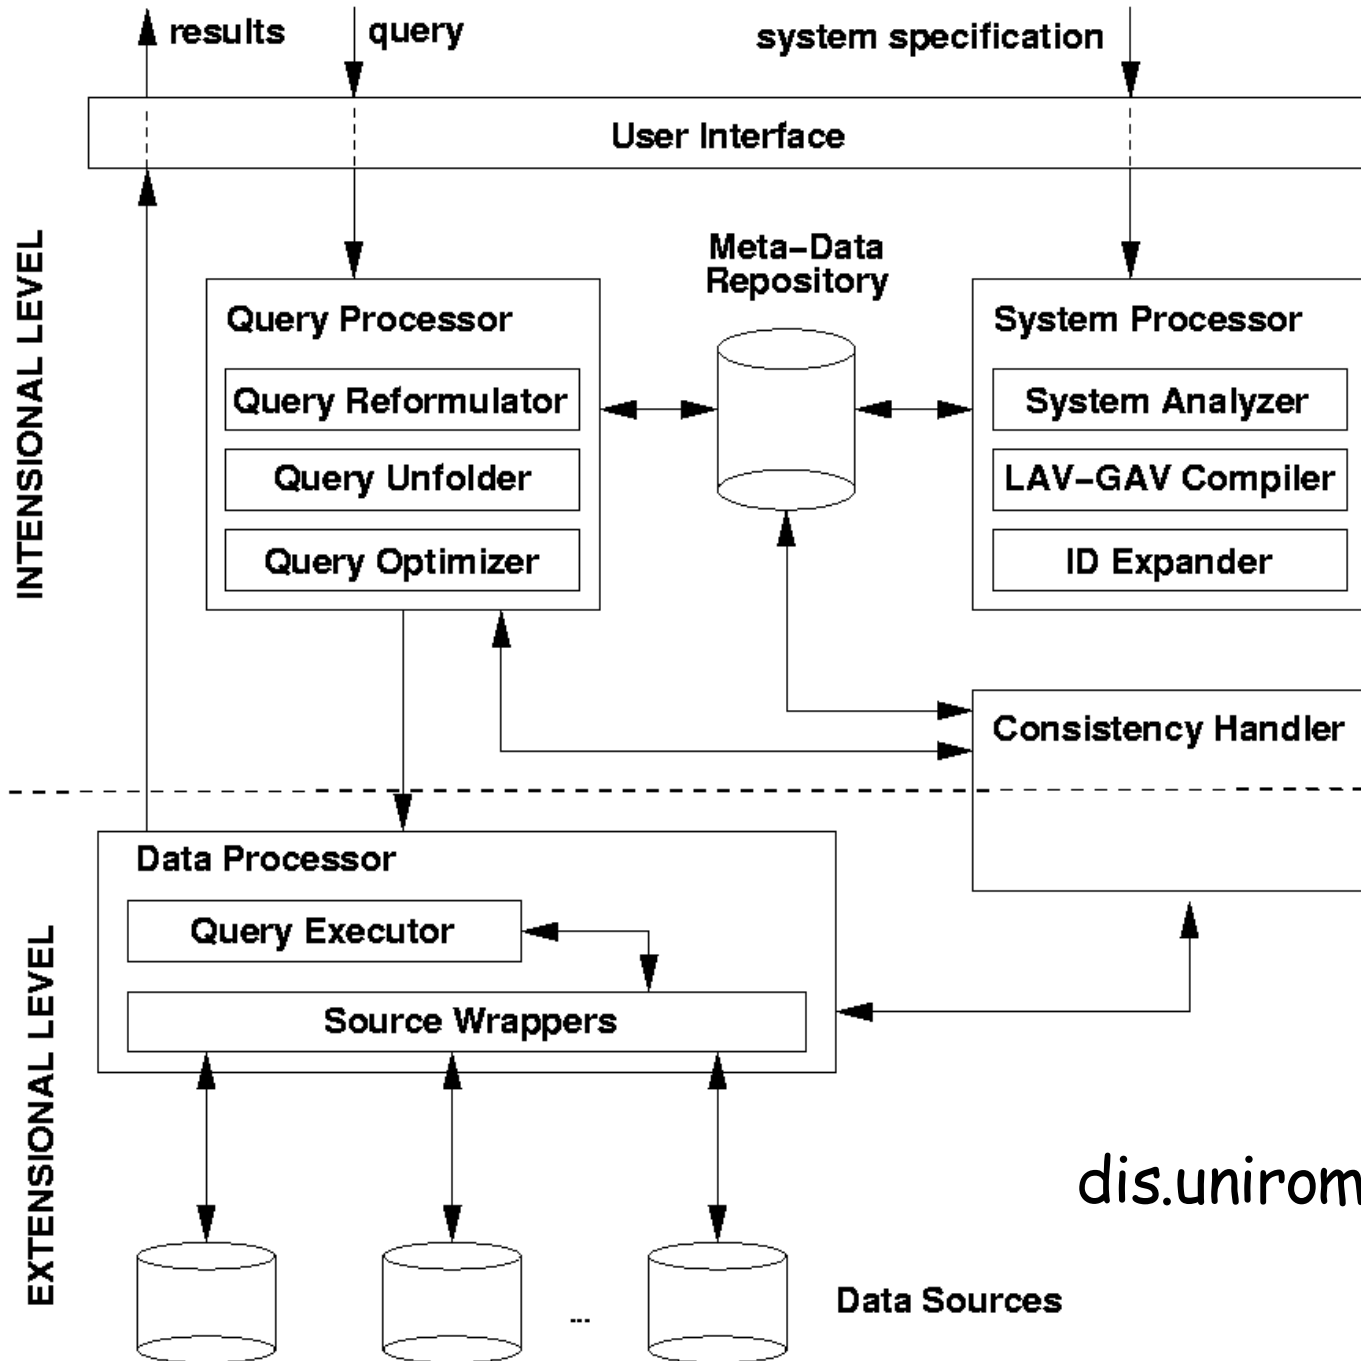 results
query
system specification
User Interface
INTENSIONAL LEVEL
Meta-Data
Repository
Query Processor
System Processor
Query Reformulator
System Analyzer
Query Unfolder
LAV-GAV Compiler
Query Optimizer
ID Expander
Consistency Handler
EXTENSIONAL LEVEL
Data Processor
Query Executor
Source Wrappers
dis.unirom
...
Data Sources